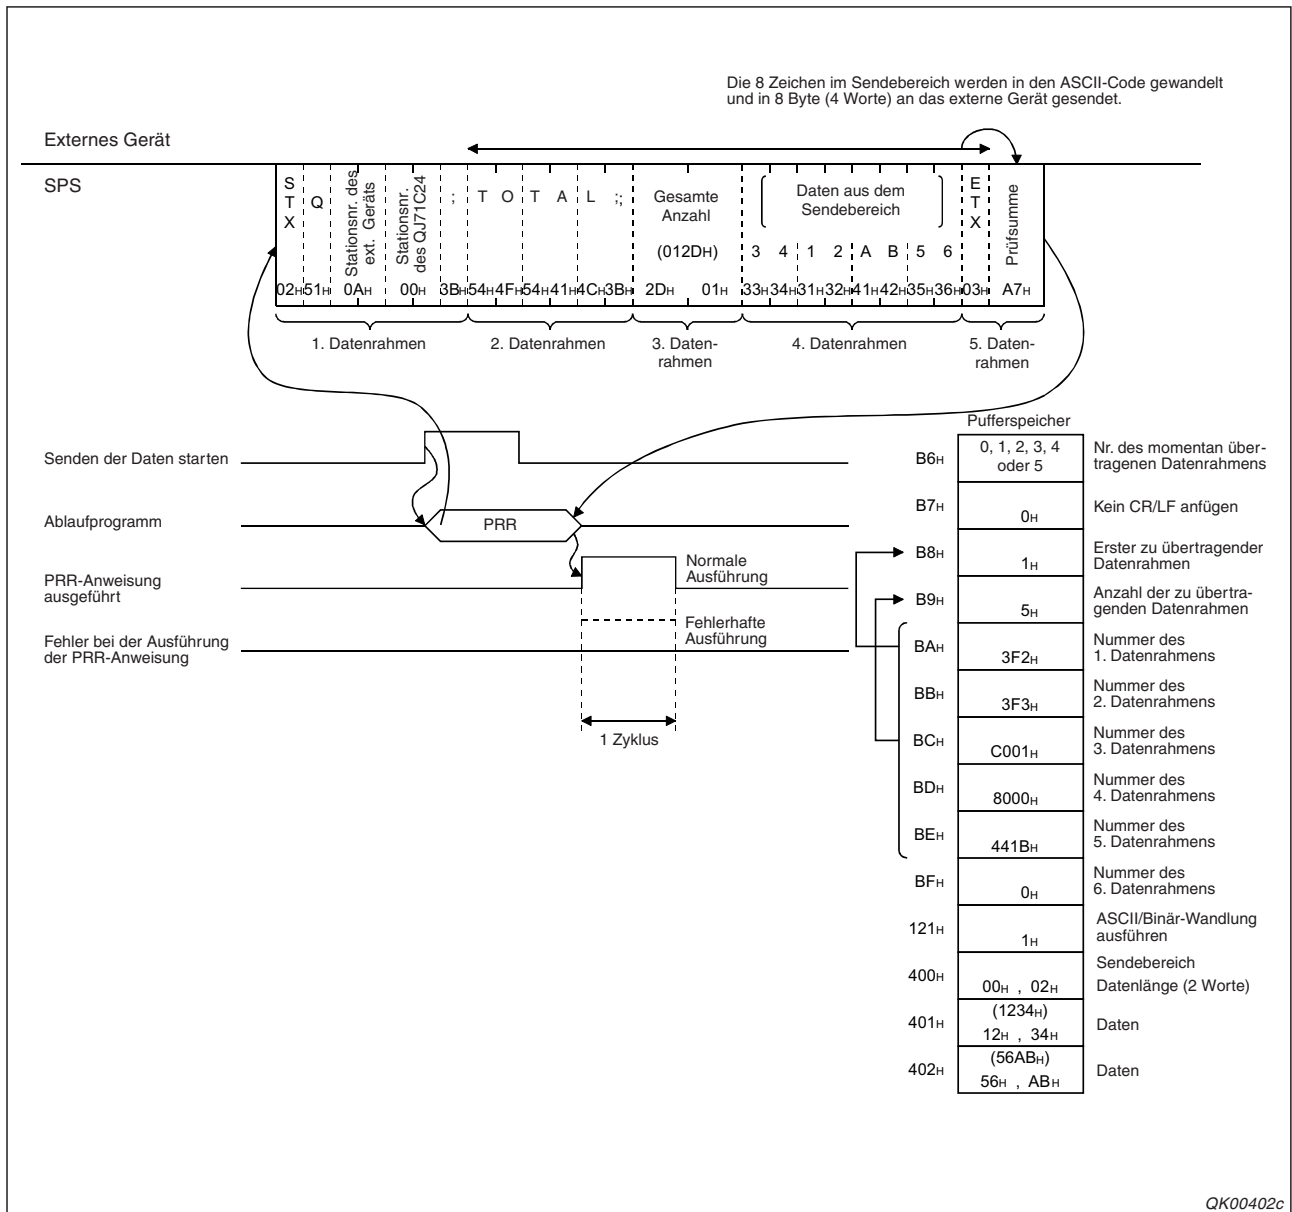 Die 8 Zeichen im Sendebereich werden in den ASCII-Code gewandelt
und in 8 Byte (4 Worte) an das externe Gerät gesendet.
Externes Gerät
SPS
S T X
Q
Stationsnr. des
ext. Geräts
Stationsnr.
des QJ71C24
; T O T A L ;;
Gesamte
Anzahl
(012DH)
Daten aus dem
Sendebereich
3 4 1 2 A B 5 6
E T X
Prüfsumme
02H 51H 0AH 00H 3BH 54H 4FH 54H 41H 4CH 3BH 2DH 01H 33H 34H 31H 32H 41H 42H 35H 36H 03H A7H
1. Datenrahmen
2. Datenrahmen
3. Daten-
rahmen
4. Datenrahmen
5. Daten-
rahmen
Senden der Daten starten
Ablaufprogramm
PRR
PRR-Anweisung
ausgeführt
Normale
Ausführung
Fehler bei der Ausführung
der PRR-Anweisung
Fehlerhafte
Ausführung
1 Zyklus
Pufferspeicher
B6H
0, 1, 2, 3, 4
oder 5
Nr. des momentan über-
tragenen Datenrahmens
B7H
0H
Kein CR/LF anfügen
B8H
1H
Erster zu übertragender
Datenrahmen
B9H
5H
Anzahl der zu übertra-
genden Datenrahmen
BAH
3F2H
Nummer des
1. Datenrahmens
BBH
3F3H
Nummer des
2. Datenrahmens
BCH
C001H
Nummer des
3. Datenrahmens
BDH
8000H
Nummer des
4. Datenrahmens
BEH
441BH
Nummer des
5. Datenrahmens
BFH
0H
Nummer des
6. Datenrahmens
121H
1H
ASCII/Binär-Wandlung
ausführen
400H
00H , 02H
Sendebereich
Datenlänge (2 Worte)
401H
(1234H)
12H , 34H
Daten
402H
(56ABH)
56H , ABH
Daten
QK00402c